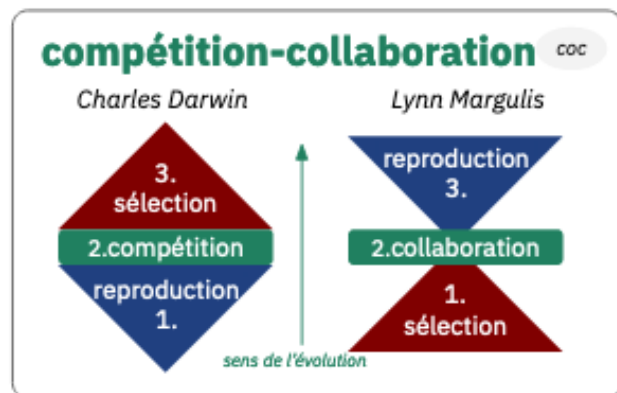 compétition-collaboration coc
Charles Darwin
3.
sélection
2.compétition
reproduction
1.
sens de l'évolution
Lynn Margulis
reproduction
3.
2.collaboration
1.
sélection